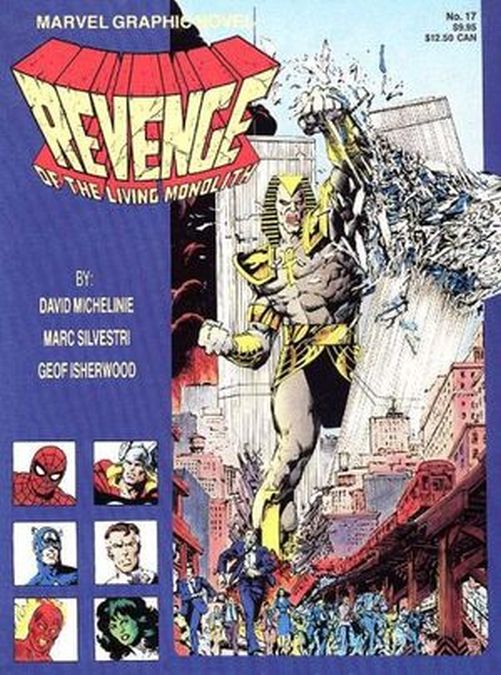 MARVEL GRAPHIC NOVEL
No. 17
$9.95
$12.50 CAN
REVENGE
OF THE LIVING MONOLITH
BY:
DAVID MICHELINIE
MARC SILVESTRI
GEOF ISHERWOOD